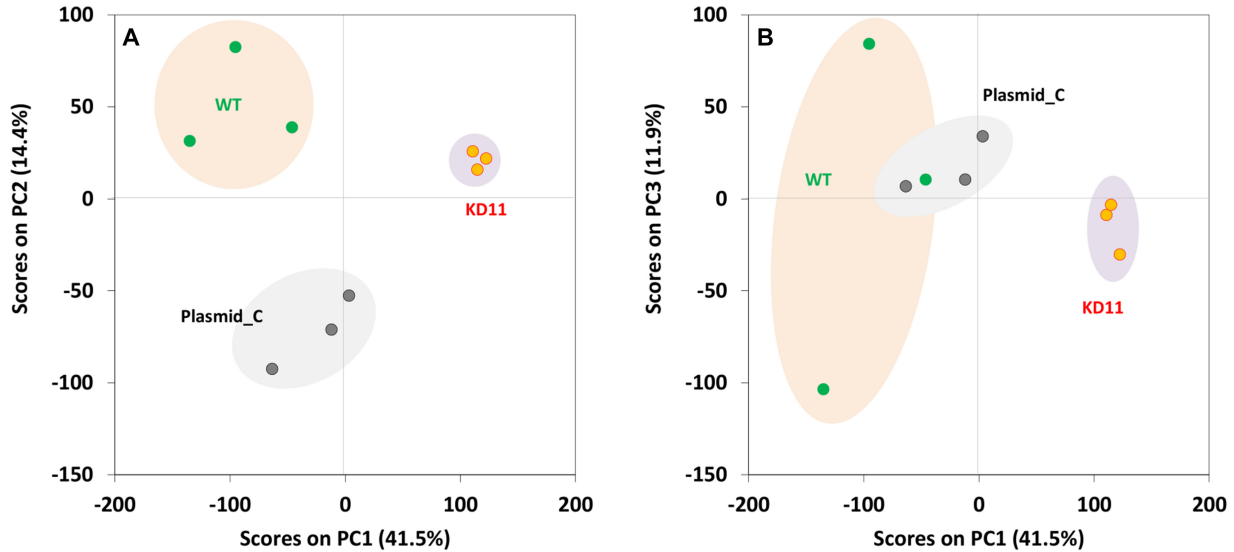 A
100
50
0
-50
-100
-150
-200
-100
0
100
200
Scores on PC2 (14.4%)
Scores on PC1 (41.5%)
WT
KD11
Plasmid_C
B
100
50
0
-50
-100
-150
-200
-100
0
100
200
Scores on PC3 (11.9%)
Scores on PC1 (41.5%)
Plasmid_C
WT
KD11